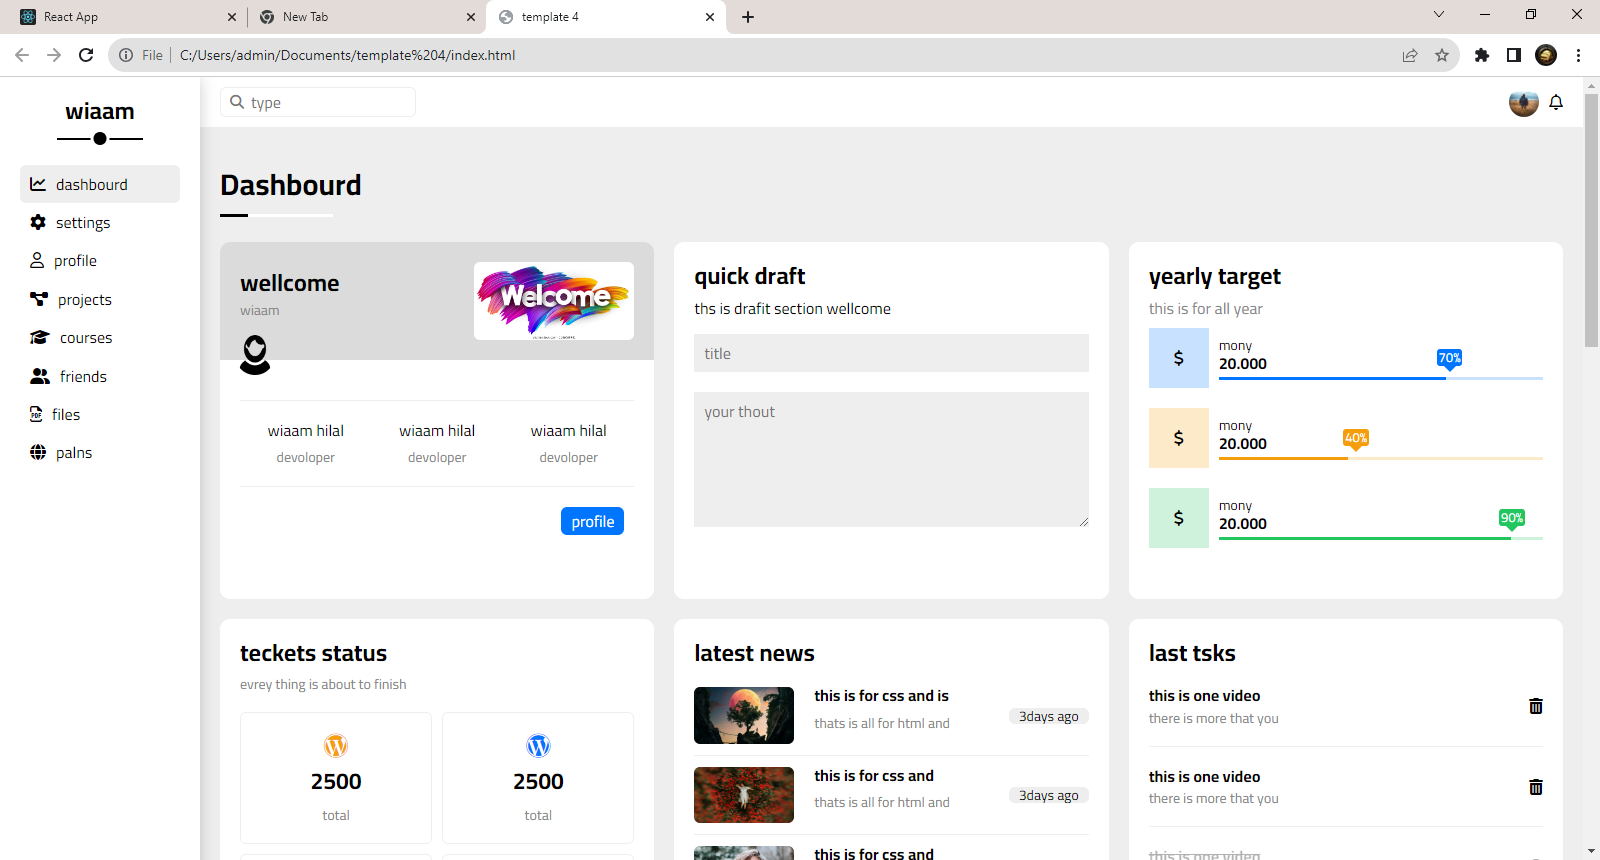 React App
New Tab
template 4
File
C:/Users/admin/Documents/template%204/index.html
wiaam
type
dashbourd
settings
profile
projects
courses
friends
files
palns
Dashbourd
wellcome
wiaam
Welcome
wiaam hilal
devoloper
wiaam hilal
devoloper
wiaam hilal
devoloper
profile
quick draft
ths is drafit section wellcome
title
your thout
yearly target
this is for all year
$
mony
20.000
70%
$
mony
20.000
40%
$
mony
20.000
90%
teckets status
evrey thing is about to finish
2500
total
2500
total
latest news
this is for css and is
thats is all for html and
3days ago
this is for css and
thats is all for html and
3days ago
this is for css and
last tsks
this is one video
there is more that you
this is one video
there is more that you
this is one video